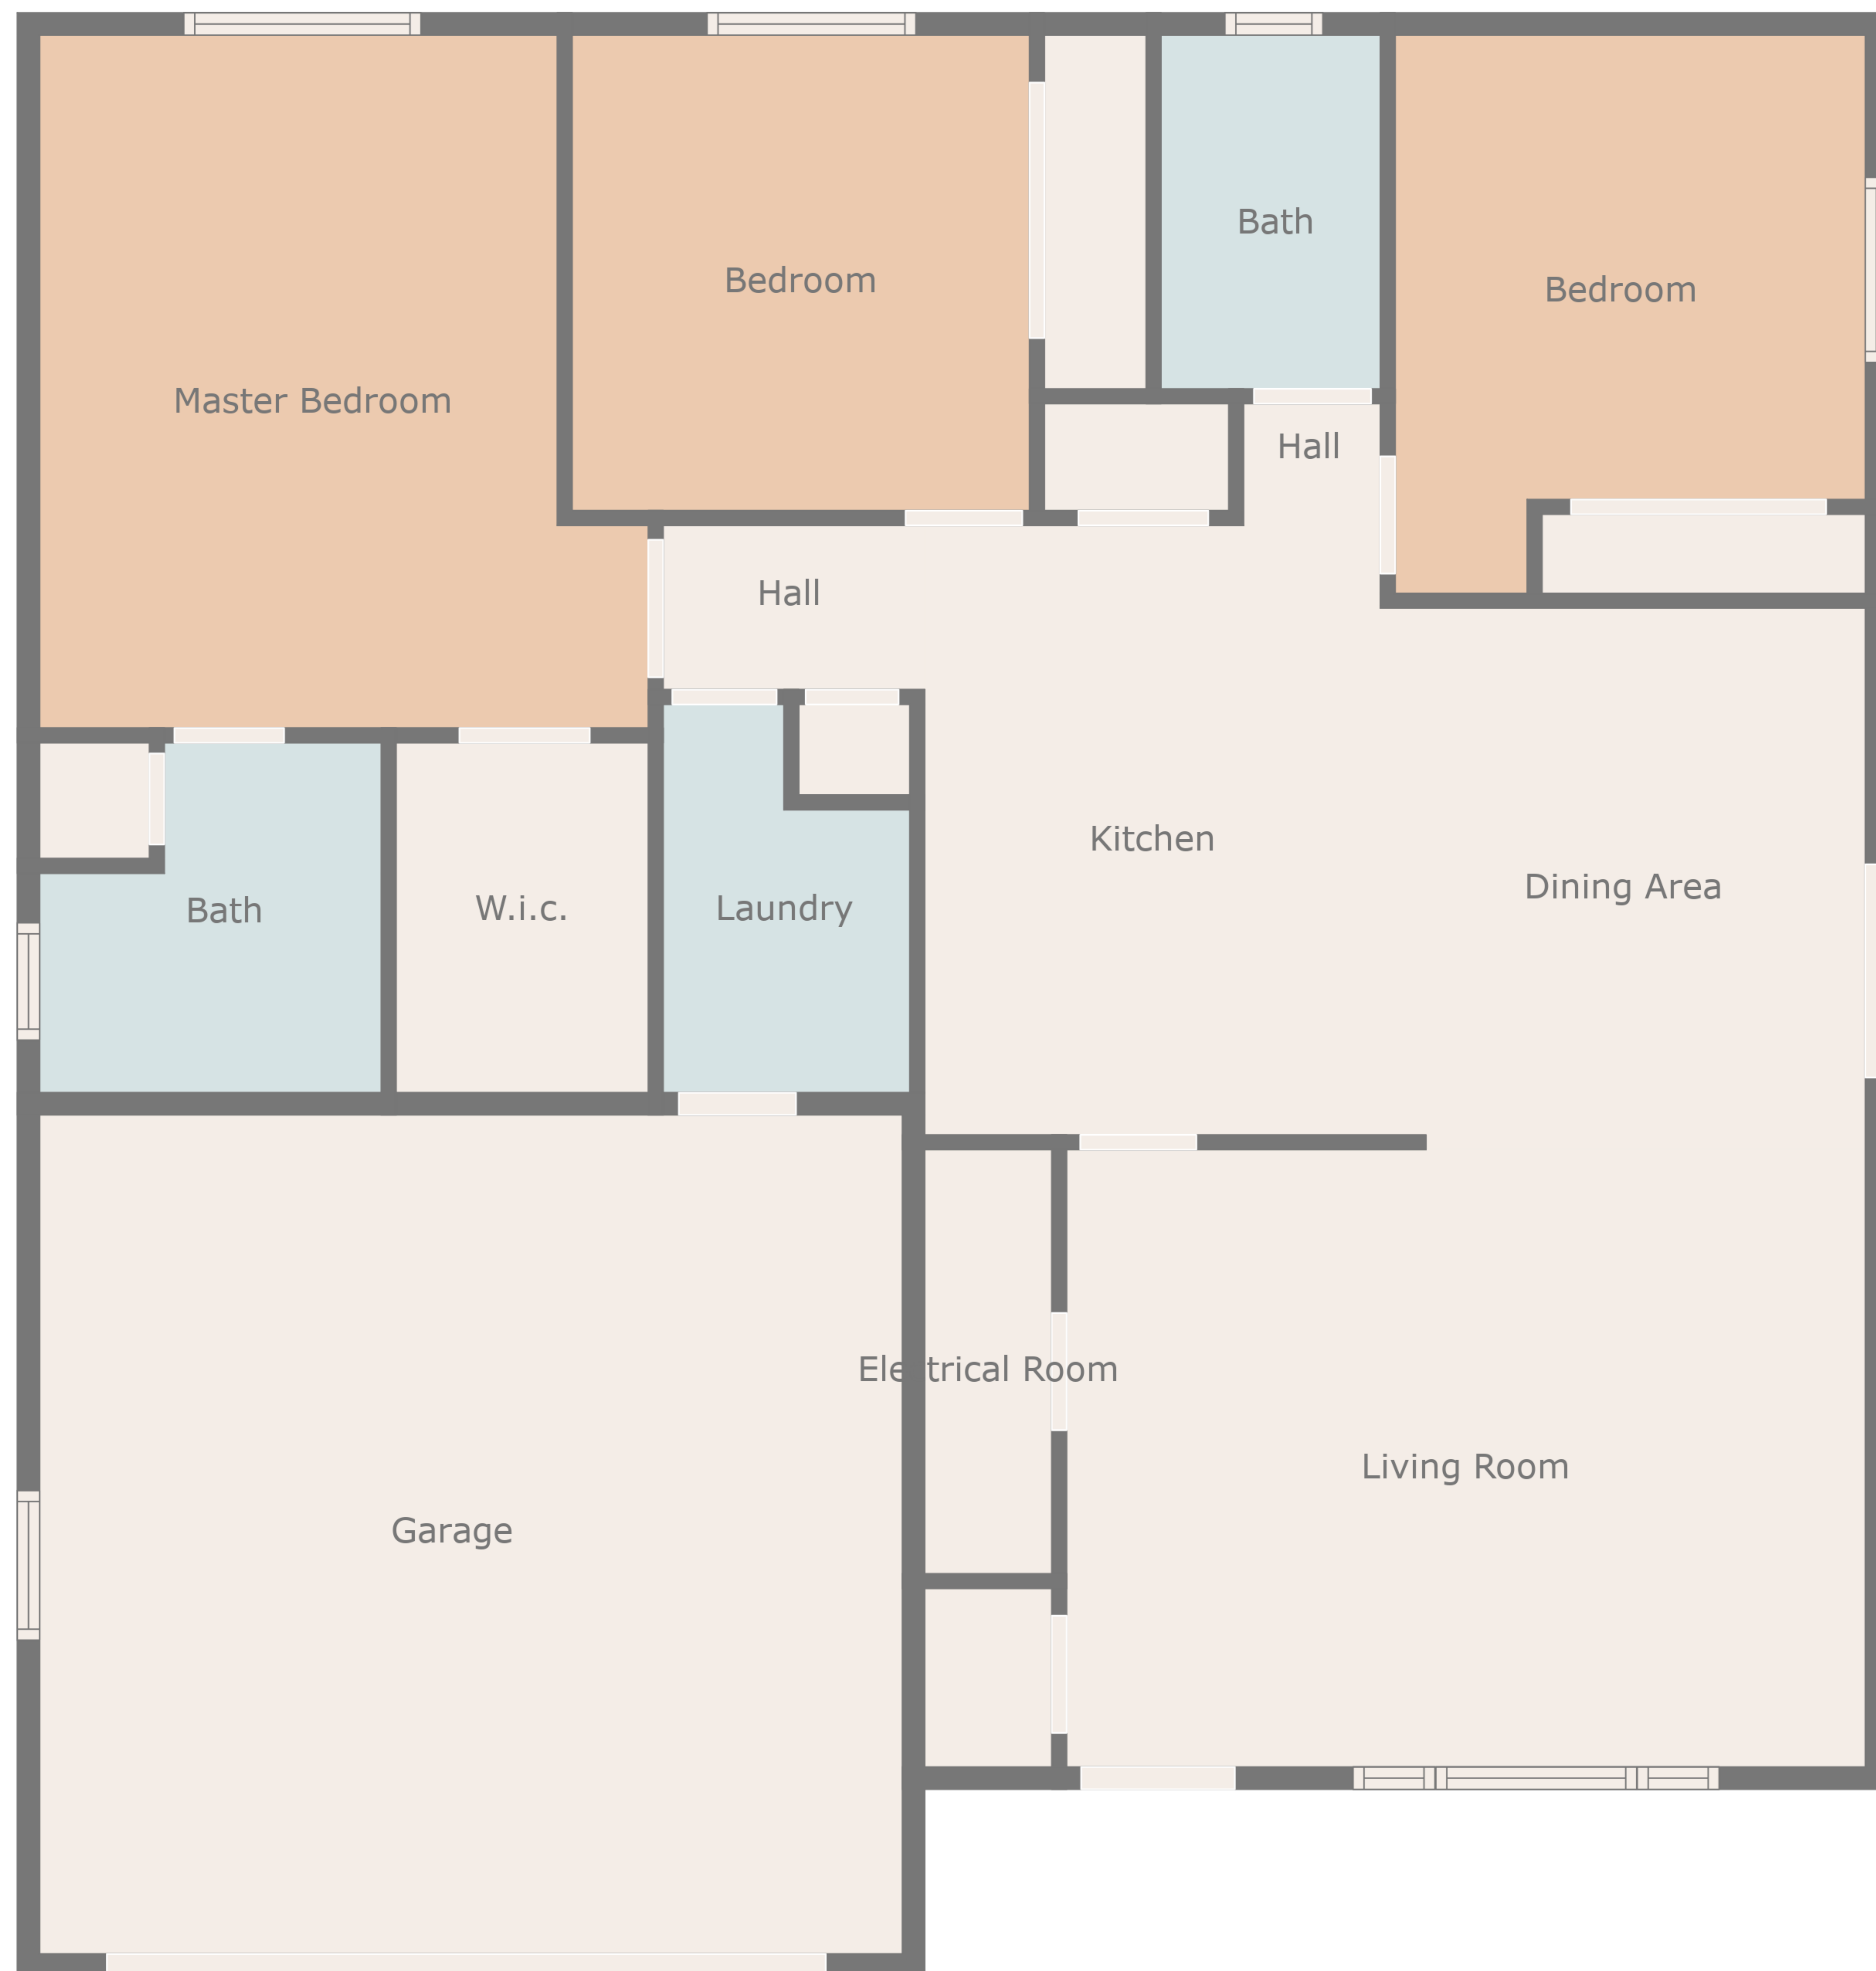 Bath
Bedroom
Bedroom
Master Bedroom
Hall
Hall
Kitchen
Dining Area
Bath
W.i.c.
Laundry
Electrical Room
Living Room
Garage